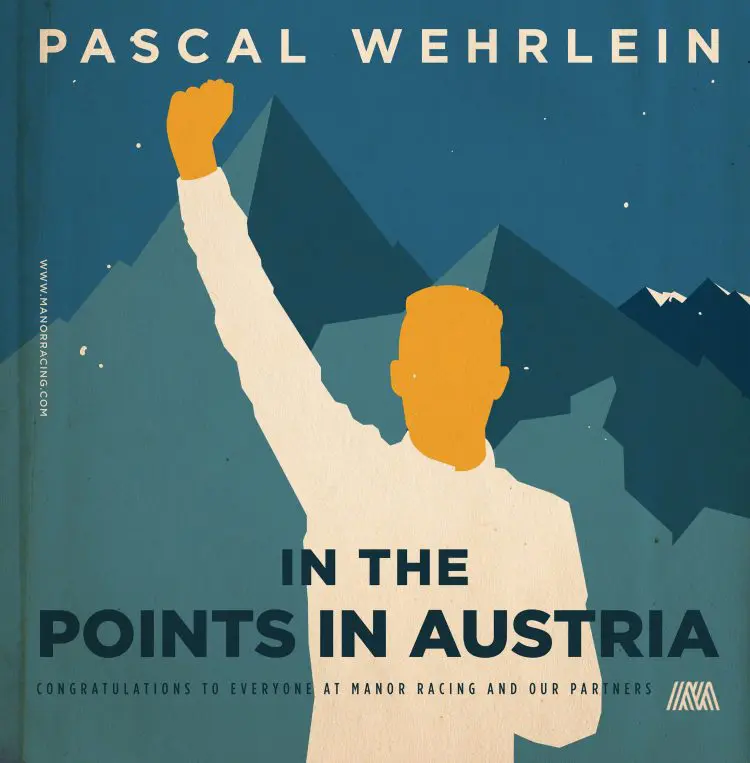 PASCAL WEHRLEIN
WWW.MANORRACING.COM
IN THE
POINTS IN AUSTRIA
CONGRATULATIONS TO EVERYONE AT MANOR RACING AND OUR PARTNERS